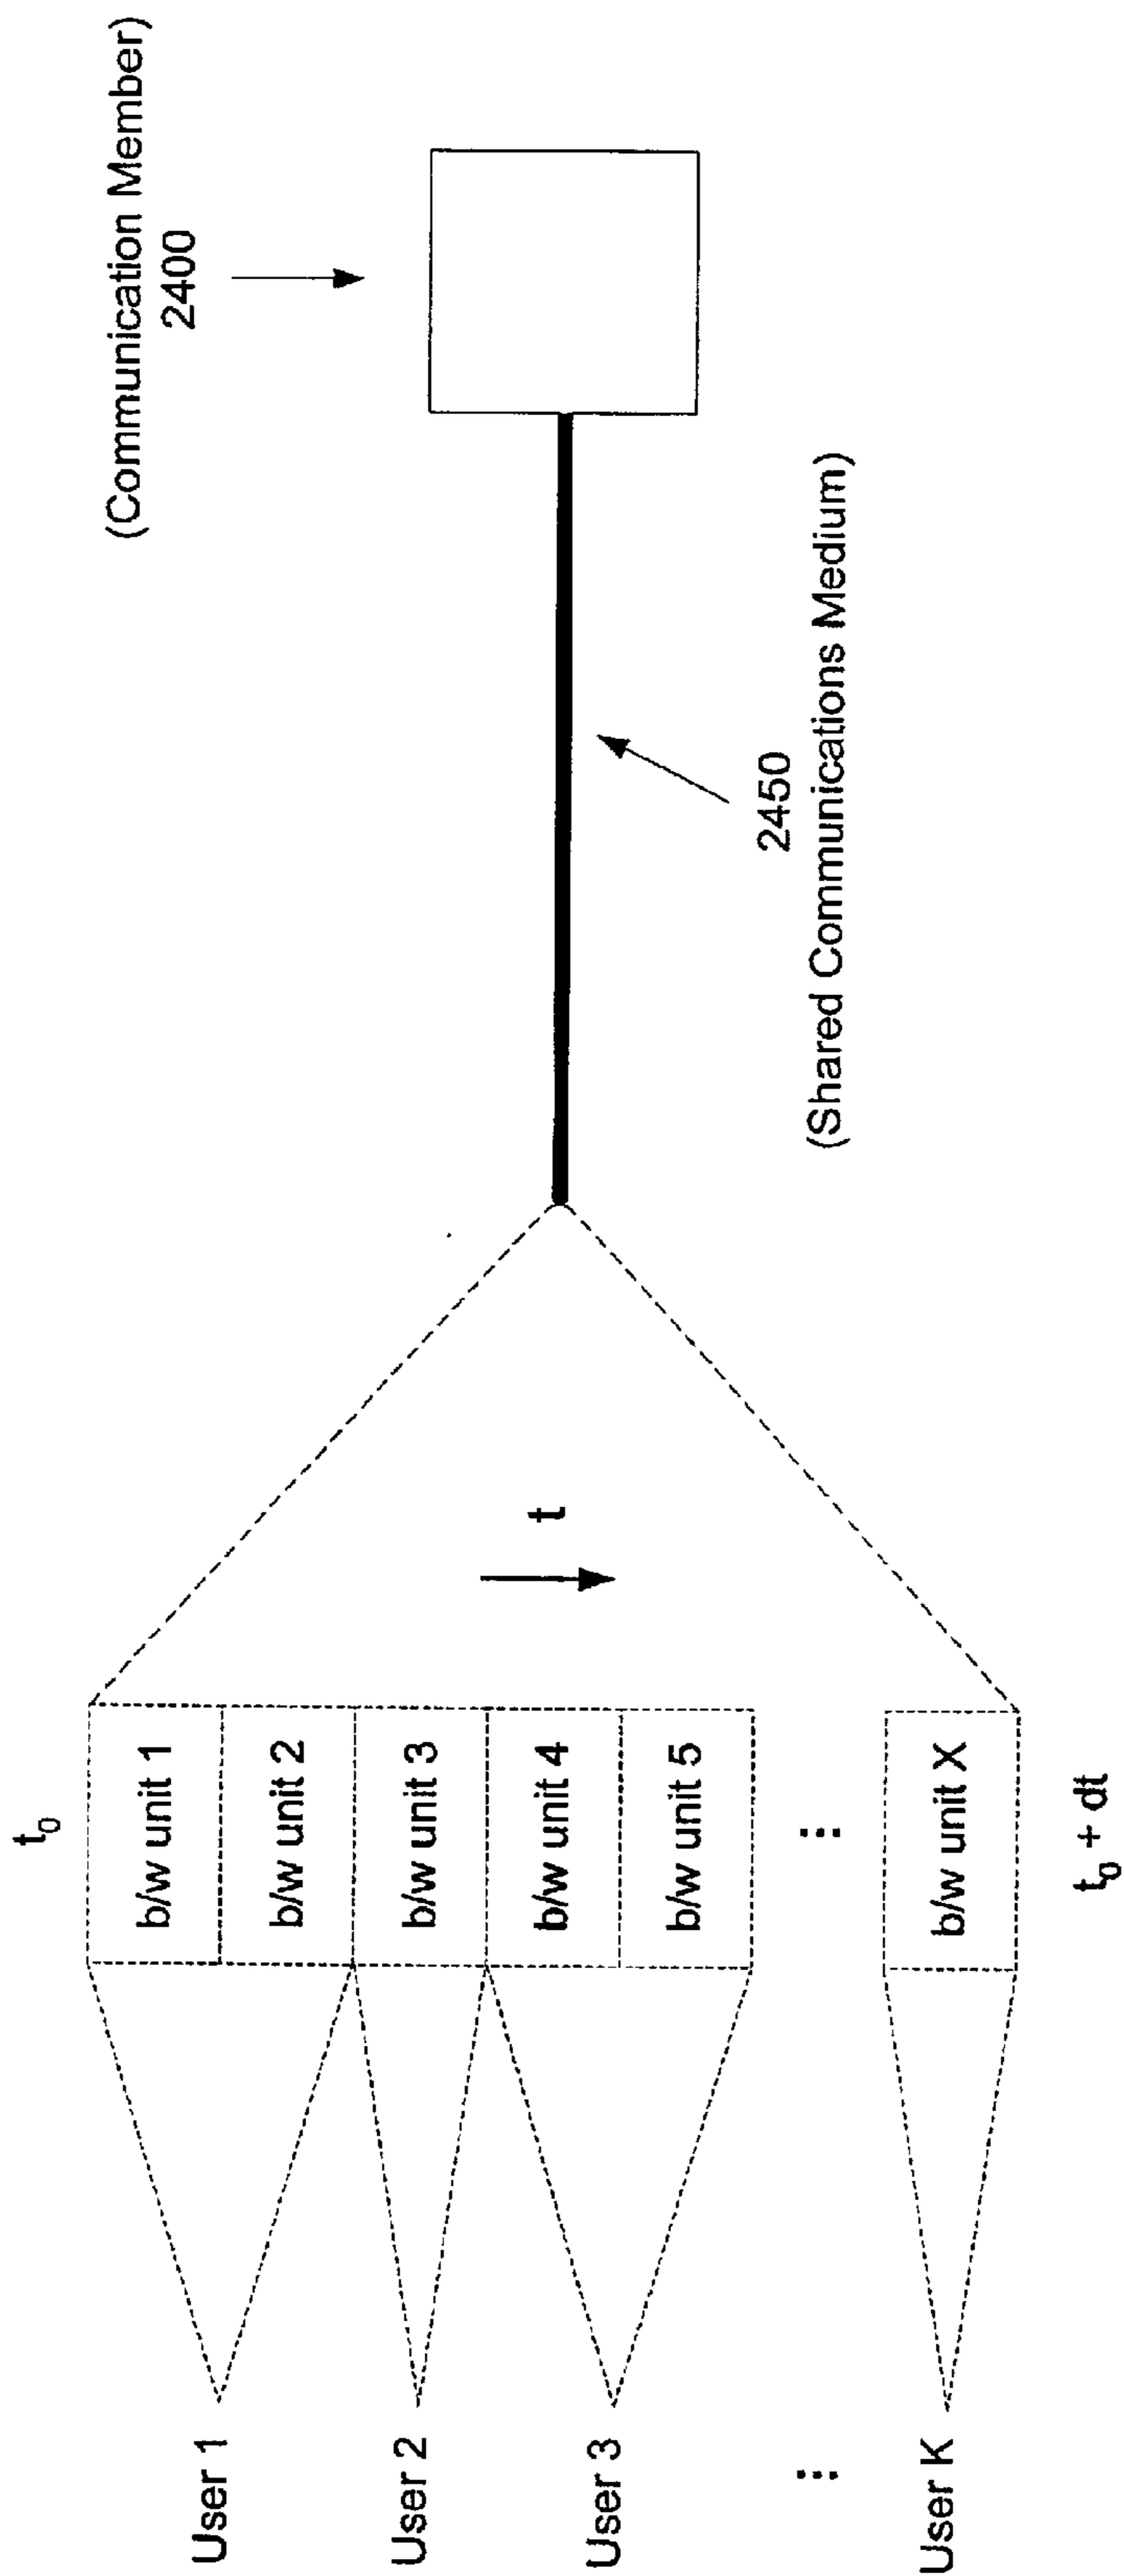 (Communication Member)
2400
t₀
b/w unit 1
b/w unit 2
b/w unit 3
b/w unit 4
b/w unit 5
⋮
b/w unit X
t₀ + dt
t
User 1
User 2
User 3
⋮
User K
2450
(Shared Communications Medium)